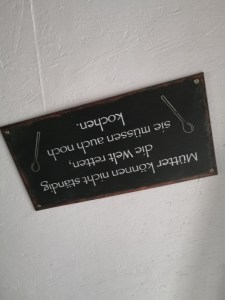 Mütter können nicht ständig
die Welt retten,
sie müssen auch noch
kochen.